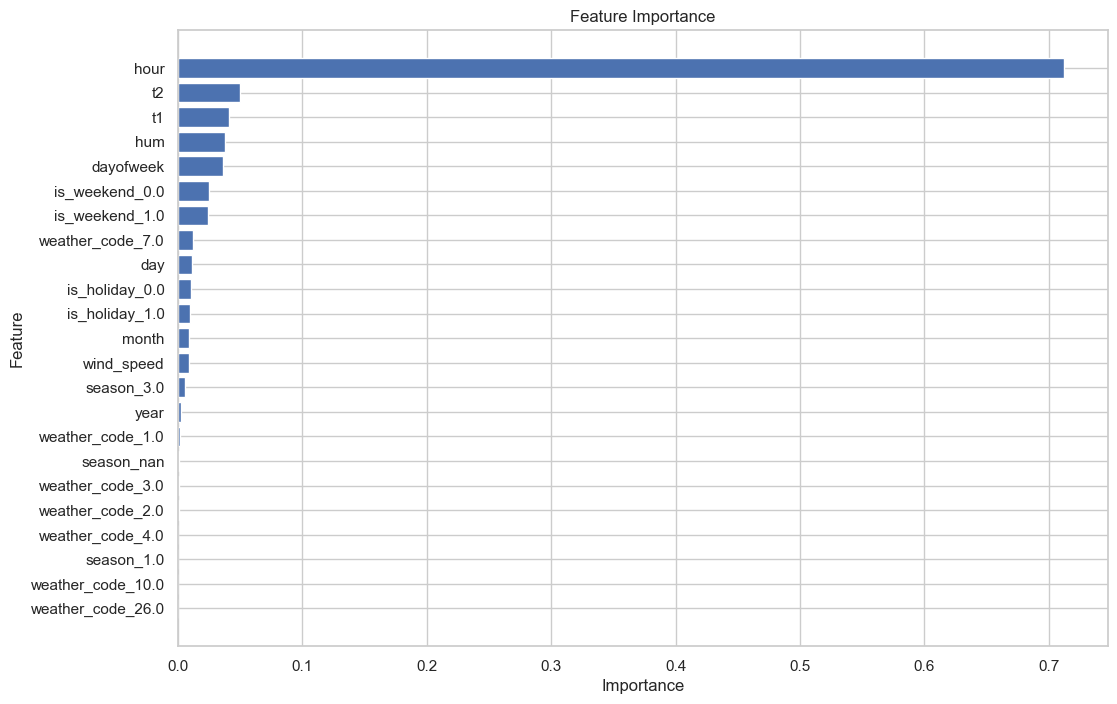 Feature Importance
Feature
hour
t2
t1
hum
dayofweek
is_weekend_0.0
is_weekend_1.0
weather_code_7.0
day
is_holiday_0.0
is_holiday_1.0
month
wind_speed
season_3.0
year
weather_code_1.0
season_nan
weather_code_3.0
weather_code_2.0
weather_code_4.0
season_1.0
weather_code_10.0
weather_code_26.0
0.0 0.1 0.2 0.3 0.4 0.5 0.6 0.7
Importance